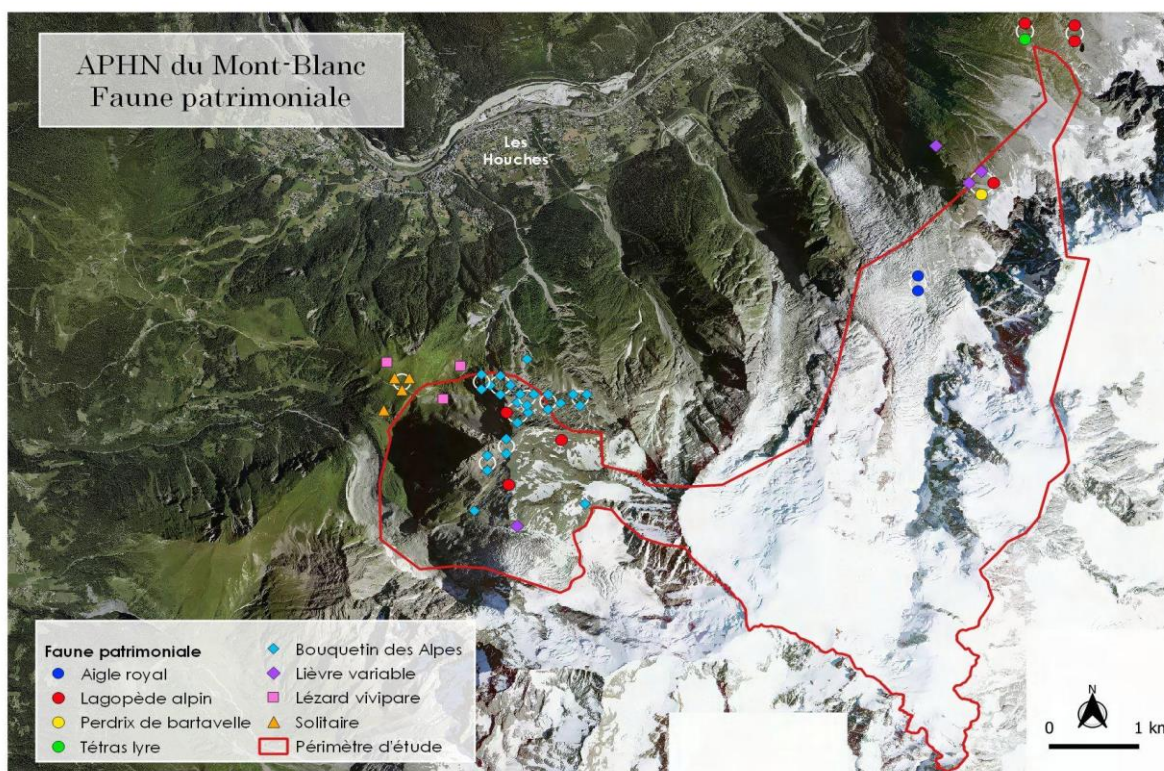 APHN du Mont-Blanc
Faune patrimoniale
Les
Houches
Faune patrimoniale
Aigle royal
Lagopède alpin
Perdrix de bartavelle
Tétras lyre
Bouquetin des Alpes
Lièvre variable
Lézard vivipare
Solitaire
Périmètre d'étude
N
0 1 km